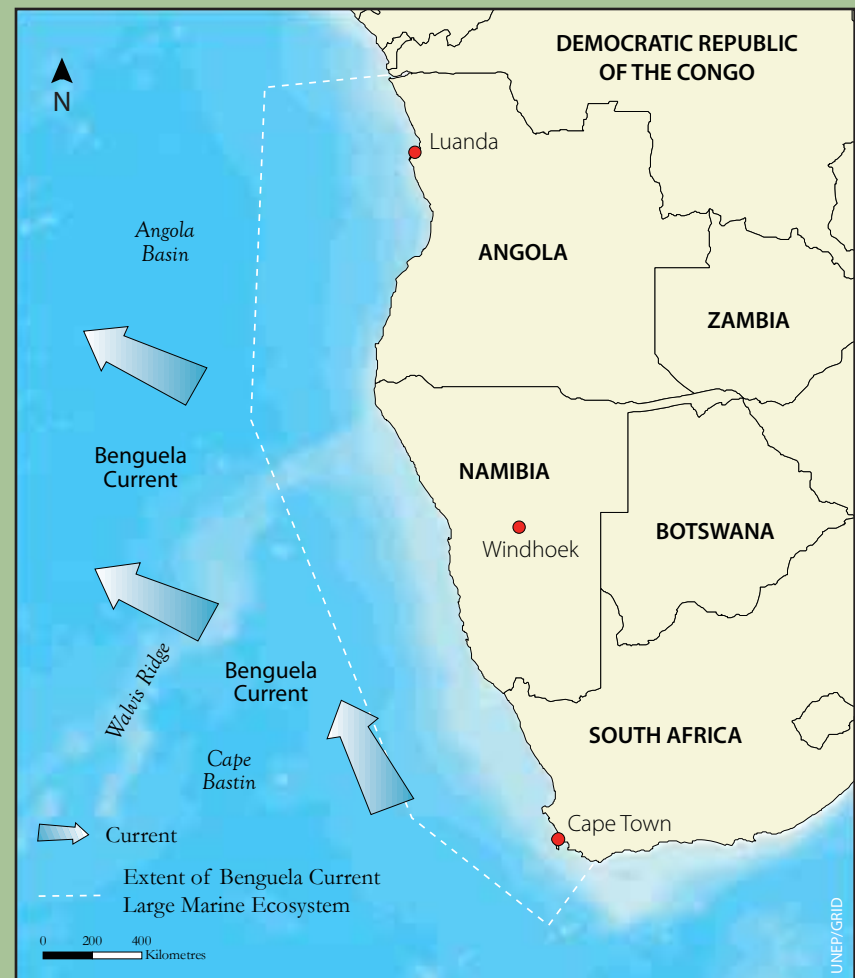 DEMOCRATIC REPUBLIC
OF THE CONGO
N
Luanda
Angola
Basin
ANGOLA
ZAMBIA
Benguela
Current
NAMIBIA
Windhoek
BOTSWANA
Walvis Ridge
Benguela
Current
SOUTH AFRICA
Cape
Bastin
Cape Town
Current
Extent of Benguela Current
Large Marine Ecosystem
0 200 400
Kilometres
UNEP/GRID